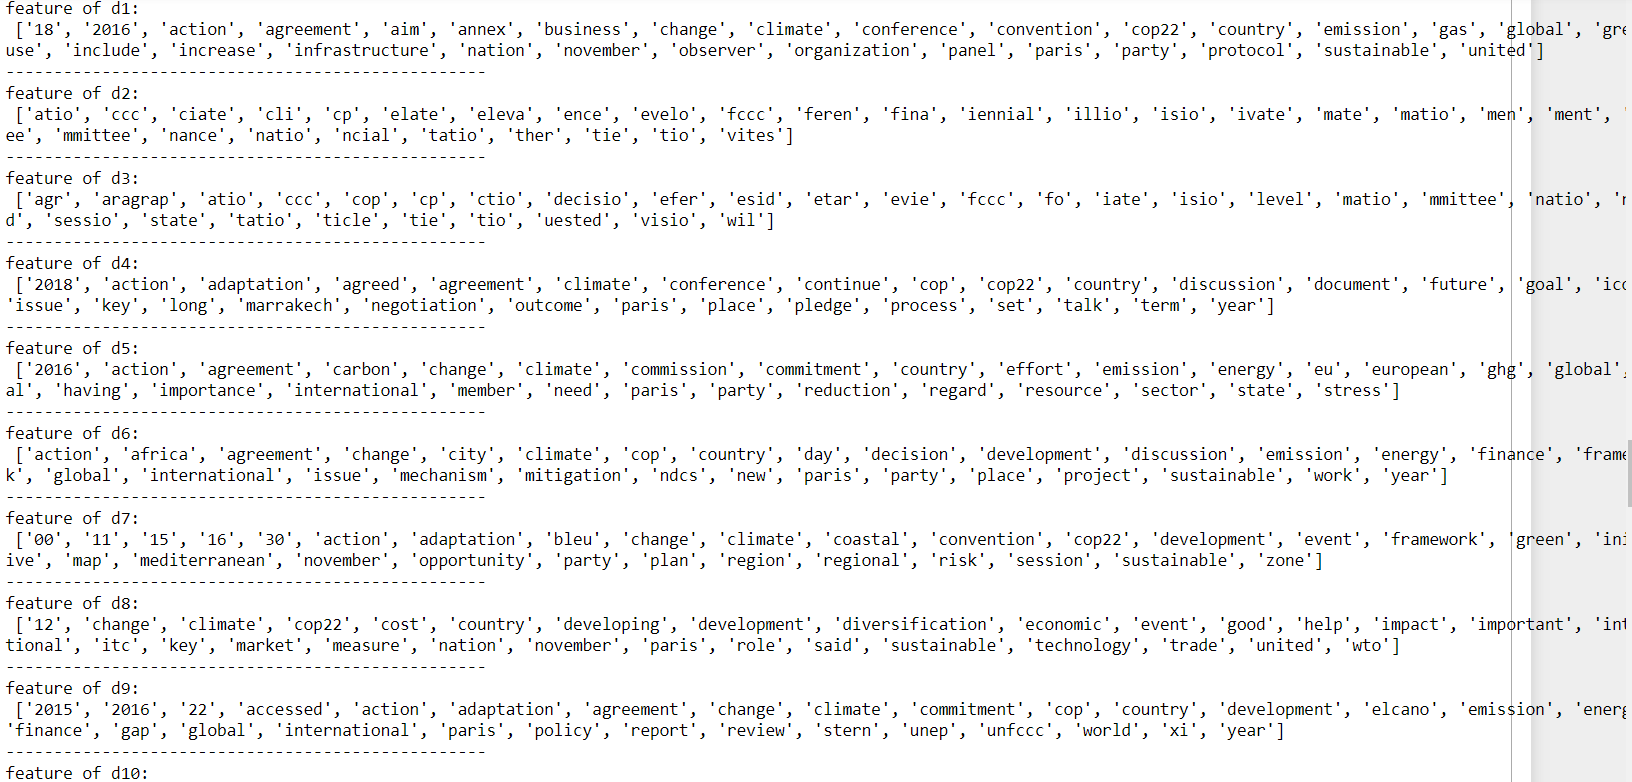 feature of d1:
['18', '2016', 'action', 'agreement', 'aim', 'annex', 'business', 'change', 'climate', 'conference', 'convention', 'cop22', 'country', 'emission', 'gas', 'global', 'gre
use', 'include', 'increase', 'infrastructure', 'nation', 'november', 'observer', 'organization', 'panel', 'paris', 'party', 'protocol', 'sustainable', 'united']
--------------------------------------------------
feature of d2:
['atio', 'ccc', 'ciate', 'cli', 'cp', 'elate', 'eleva', 'ence', 'evelo', 'fccc', 'feren', 'fina', 'iennial', 'illio', 'isio', 'ivate', 'mate', 'matio', 'men', 'ment', '
ee', 'mmittee', 'nance', 'natio', 'ncial', 'tatio', 'ther', 'tie', 'tio', 'vites']
--------------------------------------------------
feature of d3:
['agr', 'aragrap', 'atio', 'ccc', 'cop', 'cp', 'ctio', 'decisio', 'efer', 'esid', 'etar', 'evie', 'fccc', 'fo', 'iate', 'isio', 'level', 'matio', 'mmittee', 'natio', '
d', 'sessio', 'state', 'tatio', 'ticle', 'tie', 'tio', 'uested', 'visio', 'wil']
--------------------------------------------------
feature of d4:
['2018', 'action', 'adaptation', 'agreed', 'agreement', 'climate', 'conference', 'continue', 'cop', 'cop22', 'country', 'discussion', 'document', 'future', 'goal', 'ico
'issue', 'key', 'long', 'marrakech', 'negotiation', 'outcome', 'paris', 'place', 'pledge', 'process', 'set', 'talk', 'term', 'year']
--------------------------------------------------
feature of d5:
['2016', 'action', 'agreement', 'carbon', 'change', 'climate', 'commission', 'commitment', 'country', 'effort', 'emission', 'energy', 'eu', 'european', 'ghg', 'global',
al', 'having', 'importance', 'international', 'member', 'need', 'paris', 'party', 'reduction', 'regard', 'resource', 'sector', 'state', 'stress']
--------------------------------------------------
feature of d6:
['action', 'africa', 'agreement', 'change', 'city', 'climate', 'cop', 'country', 'day', 'decision', 'development', 'discussion', 'emission', 'energy', 'finance', 'frame
k', 'global', 'international', 'issue', 'mechanism', 'mitigation', 'ndcs', 'new', 'paris', 'party', 'place', 'project', 'sustainable', 'work', 'year']
--------------------------------------------------
feature of d7:
['00', '11', '15', '16', '30', 'action', 'adaptation', 'bleu', 'change', 'climate', 'coastal', 'convention', 'cop22', 'development', 'event', 'framework', 'green', 'ini
ive', 'map', 'mediterranean', 'november', 'opportunity', 'party', 'plan', 'region', 'regional', 'risk', 'session', 'sustainable', 'zone']
--------------------------------------------------
feature of d8:
['12', 'change', 'climate', 'cop22', 'cost', 'country', 'developing', 'development', 'diversification', 'economic', 'event', 'good', 'help', 'impact', 'important', 'int
tional', 'itc', 'key', 'market', 'measure', 'nation', 'november', 'paris', 'role', 'said', 'sustainable', 'technology', 'trade', 'united', 'wto']
--------------------------------------------------
feature of d9:
['2015', '2016', '22', 'accessed', 'action', 'adaptation', 'agreement', 'change', 'climate', 'commitment', 'cop', 'country', 'development', 'elcano', 'emission', 'energ
'finance', 'gap', 'global', 'international', 'paris', 'policy', 'report', 'review', 'stern', 'unep', 'unfccc', 'world', 'xi', 'year']
--------------------------------------------------
feature of d10: